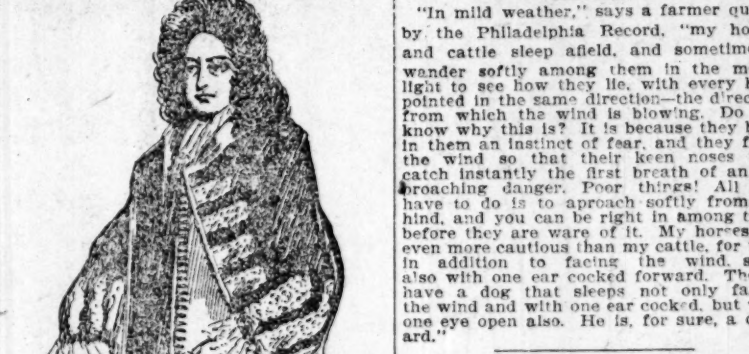 "In mild weather," says a farmer
by the Philadelphia Record, "my
and cattle sleep afield, and
wander softly among them in the
light to see how they lie, with every
pointed in the same direction—the
from which the wind is blowing. Do
know why this is? It is because they
in them an instinct of fear, and they
the wind so that their keen noses
catch instantly the first breath of
proaching danger. Poor things! All
have to do is to aproach softly from
hind, and you can be right in among
before they are ware of it. My horses
even more cautious than my cattle, for
in addition to facing the wind,
also with one ear cocked forward.
have a dog that sleeps not only
the wind and with one ear cocked, but
one eye open also. He is, for sure, a
ard."